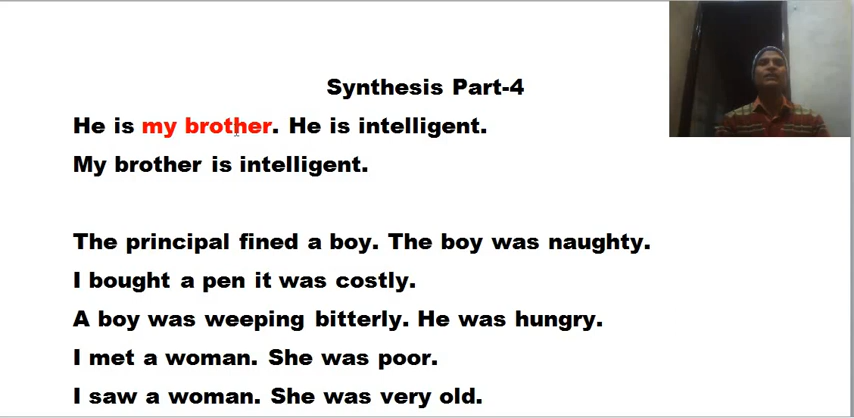 Synthesis Part-4
He is my brother. He is intelligent.
My brother is intelligent.
The principal fined a boy. The boy was naughty.
I bought a pen it was costly.
A boy was weeping bitterly. He was hungry.
I met a woman. She was poor.
I saw a woman. She was very old.